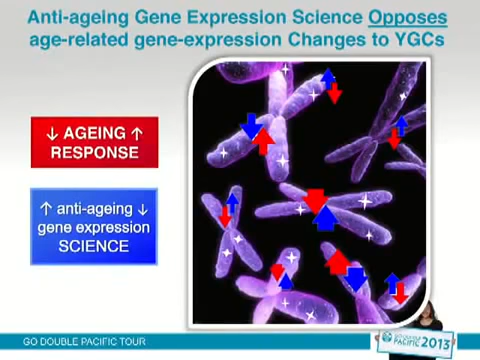 Anti-ageing Gene Expression Science Opposes
age-related gene-expression Changes to YGCs
↓ AGEING ↑
RESPONSE
↑ anti-ageing ↓
gene expression
SCIENCE
GO DOUBLE PACIFIC TOUR
PACIFIC 2013